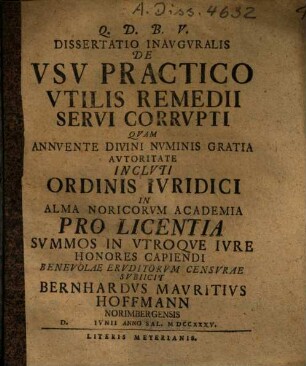 A. Diss. 4632
Q. D. B. V.
DISSERTATIO INAVGVRALIS
DE
VSV PRACTICO
VTILIS REMEDII
SERVI CORRVPTI
QVAM
ANNVENTE DIVINI NVMINIS GRATIA
AVTORITATE
INCLVTI
ORDINIS IVRIDICI
IN
ALMA NORICORVM ACADEMIA
PRO LICENTIA
SVMMOS IN VTROQVE IVRE
HONORES CAPIENDI
BENEVOLAE ERVDITORVM CENSVRAE
SVBIICIT
BERNHARDVS MAVRITIVS
HOFFMANN
NORIMBERGENSIS
D. IVNII ANNO SAL. M DCCXXXV.
LITERIS MEYERIANIS.